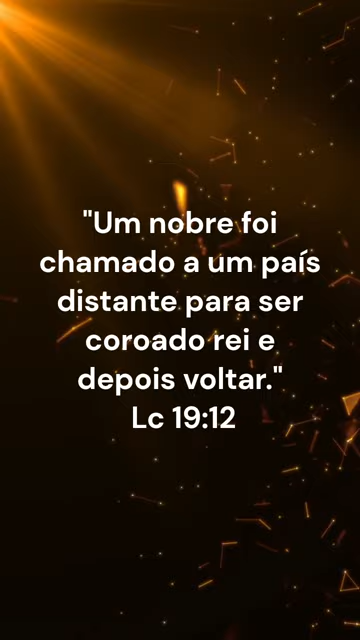 "Um nobre foi
chamado a um país
distante para ser
coroado rei e
depois voltar."
Lc 19:12